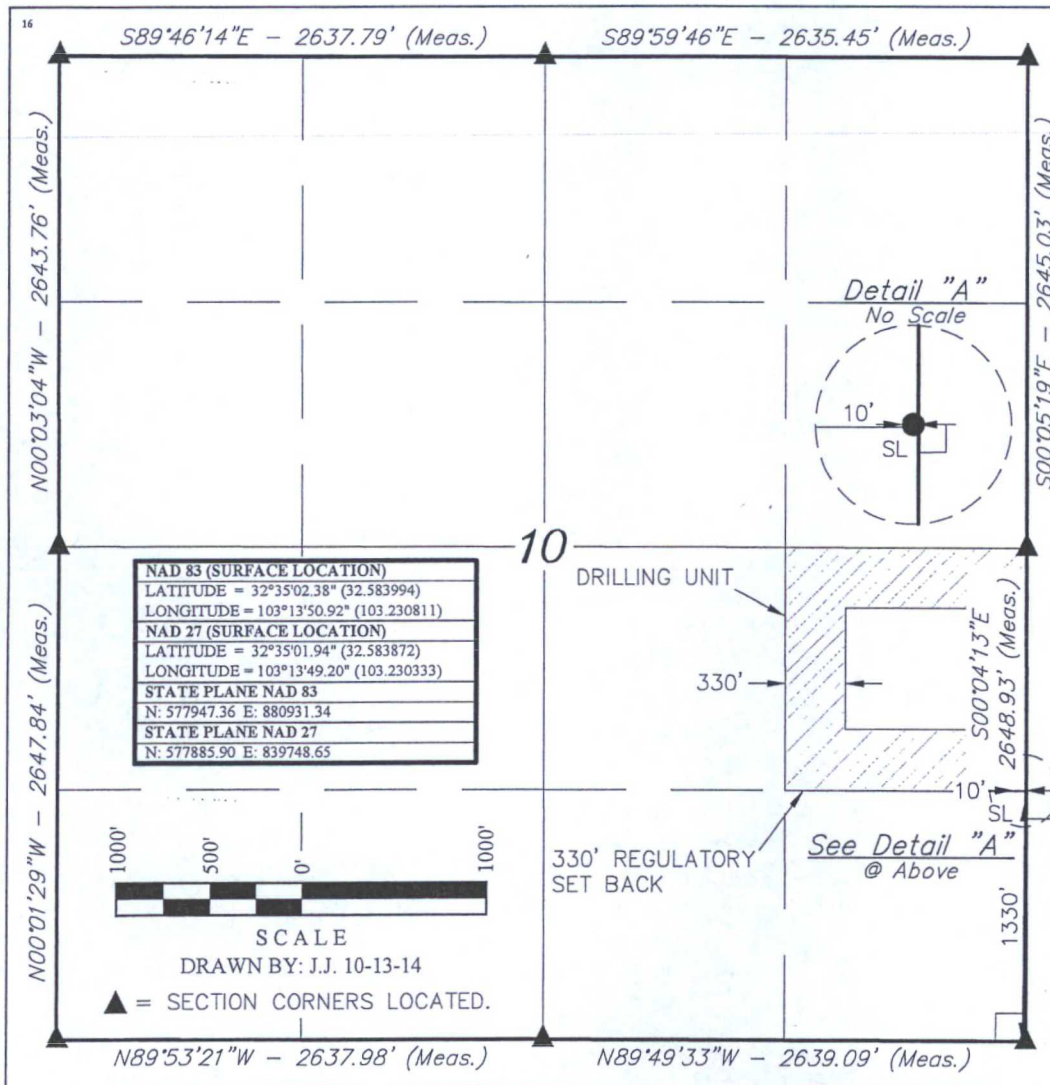 16
S89°46'14"E - 2637.79' (Meas.)
S89°59'46"E - 2635.45' (Meas.)
N00°03'04"W - 2643.76' (Meas.)
S00°05'19"E - 2645.03' (Meas.)
Detail "A"
No Scale
10'
SL
10
NAD 83 (SURFACE LOCATION)
LATITUDE = 32°35'02.38" (32.583994)
LONGITUDE = 103°13'50.92" (103.230811)
NAD 27 (SURFACE LOCATION)
LATITUDE = 32°35'01.94" (32.583872)
LONGITUDE = 103°13'49.20" (103.230333)
STATE PLANE NAD 83
N: 577947.36 E: 880931.34
STATE PLANE NAD 27
N: 577885.90 E: 839748.65
DRILLING UNIT
330'
S00°04'13"E
2648.93' (Meas.)
10'
SL
See Detail "A"
@ Above
330' REGULATORY
SET BACK
1330'
N00°01'29"W - 2647.84' (Meas.)
1000'
500'
0'
1000'
SCALE
DRAWN BY: J.J. 10-13-14
▲ = SECTION CORNERS LOCATED.
N89°53'21"W - 2637.98' (Meas.)
N89°49'33"W - 2639.09' (Meas.)